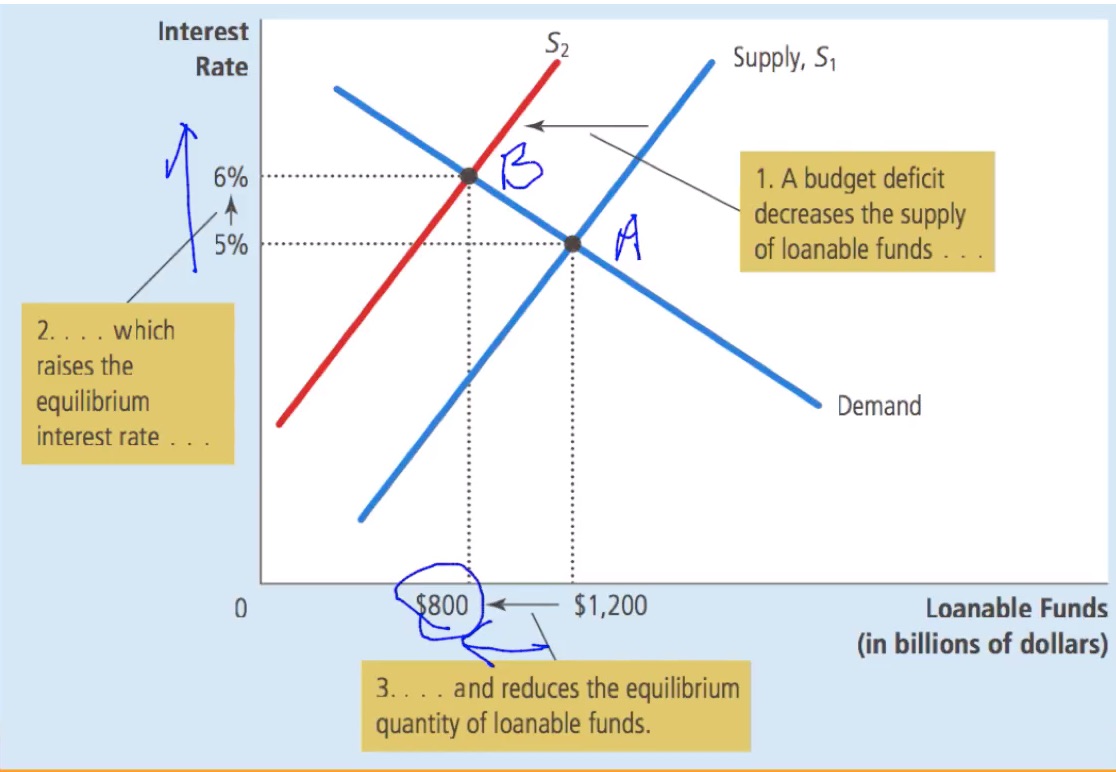 Interest
Rate
S₂
Supply, S₁
B
6%
1. A budget deficit
decreases the supply
of loanable funds . . .
A
5%
2. . . . which
raises the
equilibrium
interest rate . . .
Demand
0
$800
$1,200
Loanable Funds
(in billions of dollars)
3. . . . and reduces the equilibrium
quantity of loanable funds.